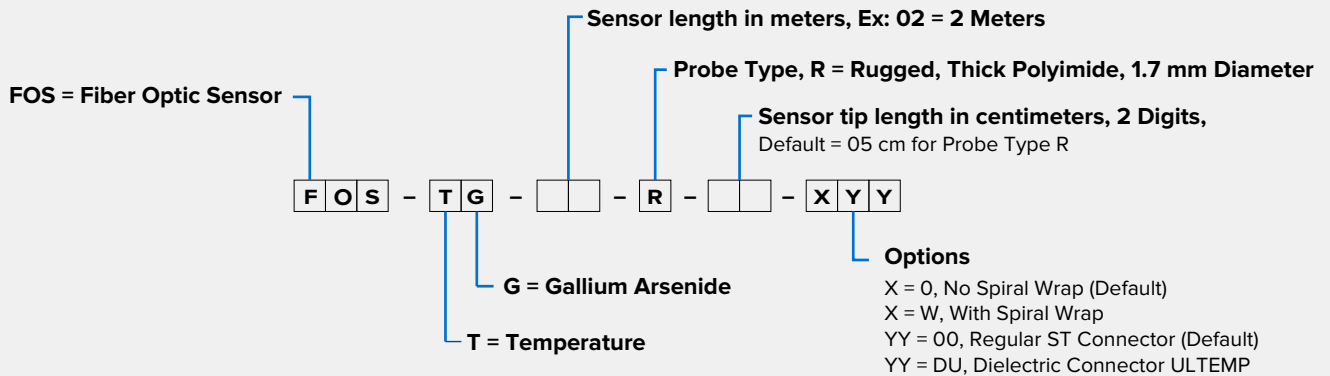 Sensor length in meters, Ex: 02 = 2 Meters
Probe Type, R = Rugged, Thick Polyimide, 1.7 mm Diameter
FOS = Fiber Optic Sensor
Sensor tip length in centimeters, 2 Digits,
Default = 05 cm for Probe Type R
F O S – T G – – R – – X Y Y
Options
G = Gallium Arsenide
X = 0, No Spiral Wrap (Default)
X = W, With Spiral Wrap
T = Temperature
YY = 00, Regular ST Connector (Default)
YY = DU, Dielectric Connector ULTEMP